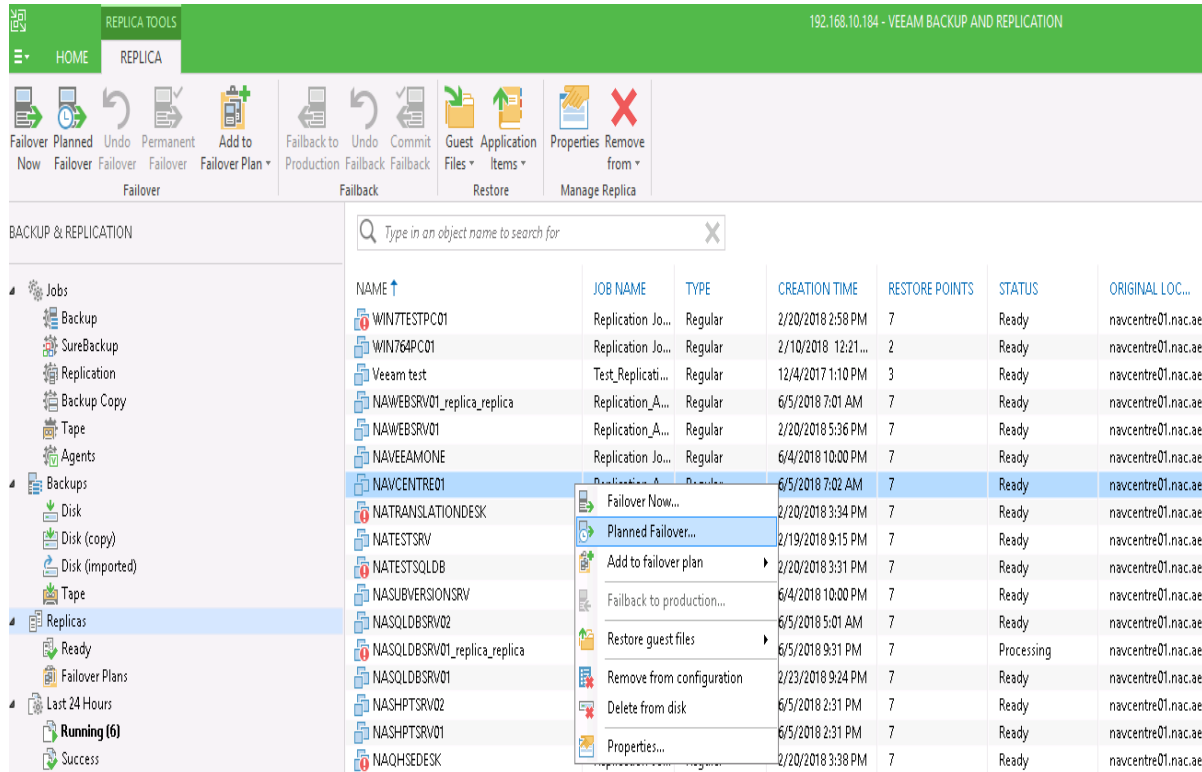 REPLICA TOOLS
192.168.10.184 - VEEAM BACKUP AND REPLICATION
HOME REPLICA
Failover Now
Planned Failover
Undo Failover
Permanent Failover
Add to Failover Plan
Failback to Production
Undo Failback
Commit Failback
Guest Files
Application Items
Properties
Remove from
Failover Failback Restore Manage Replica
BACKUP & REPLICATION
Jobs
Backup
SureBackup
Replication
Backup Copy
Tape
Agents
Backups
Disk
Disk (copy)
Disk (imported)
Tape
Replicas
Ready
Failover Plans
Last 24 Hours
Running (6)
Success
Type in an object name to search for
NAME JOB NAME TYPE CREATION TIME RESTORE POINTS STATUS ORIGINAL LOC...
WIN7TESTPC01 Replication Jo... Regular 2/20/2018 2:58 PM 7 Ready navcentre01.nac.ae
WIN764PC01 Replication Jo... Regular 2/10/2018 12:21... 2 Ready navcentre01.nac.ae
Veeam test Test_Replicati... Regular 12/4/2017 1:10 PM 3 Ready navcentre01.nac.ae
NAWEBSRV01_replica_replica Replication_A... Regular 6/5/2018 7:01 AM 7 Ready navcentre01.nac.ae
NAWEBSRV01 Replication_A... Regular 2/20/2018 5:36 PM 7 Ready navcentre01.nac.ae
NAVEEAMONE Replication Jo... Regular 6/4/2018 10:00 PM 7 Ready navcentre01.nac.ae
NAVCENTRE01 6/5/2018 7:02 AM 7 Ready navcentre01.nac.ae
NATRANSLATIONDESK 2/20/2018 3:34 PM 7 Ready navcentre01.nac.ae
NATESTSRV 2/19/2018 9:15 PM 7 Ready navcentre01.nac.ae
NATESTSQLDB 2/20/2018 3:31 PM 7 Ready navcentre01.nac.ae
NASUBVERSIONSRV 6/4/2018 10:00 PM 7 Ready navcentre01.nac.ae
NASQLDBSRV02 6/5/2018 5:01 AM 7 Ready navcentre01.nac.ae
NASQLDBSRV01_replica_replica 6/5/2018 9:31 PM 7 Processing navcentre01.nac.ae
NASQLDBSRV01 2/23/2018 9:24 PM 7 Ready navcentre01.nac.ae
NASHPTSRV02 6/5/2018 2:31 PM 7 Ready navcentre01.nac.ae
NASHPTSRV01 6/5/2018 2:31 PM 7 Ready navcentre01.nac.ae
NAQHSEDESK 2/20/2018 3:38 PM 7 Ready navcentre01.nac.ae
Failover Now...
Planned Failover...
Add to failover plan
Failback to production...
Restore guest files
Remove from configuration
Delete from disk
Properties...